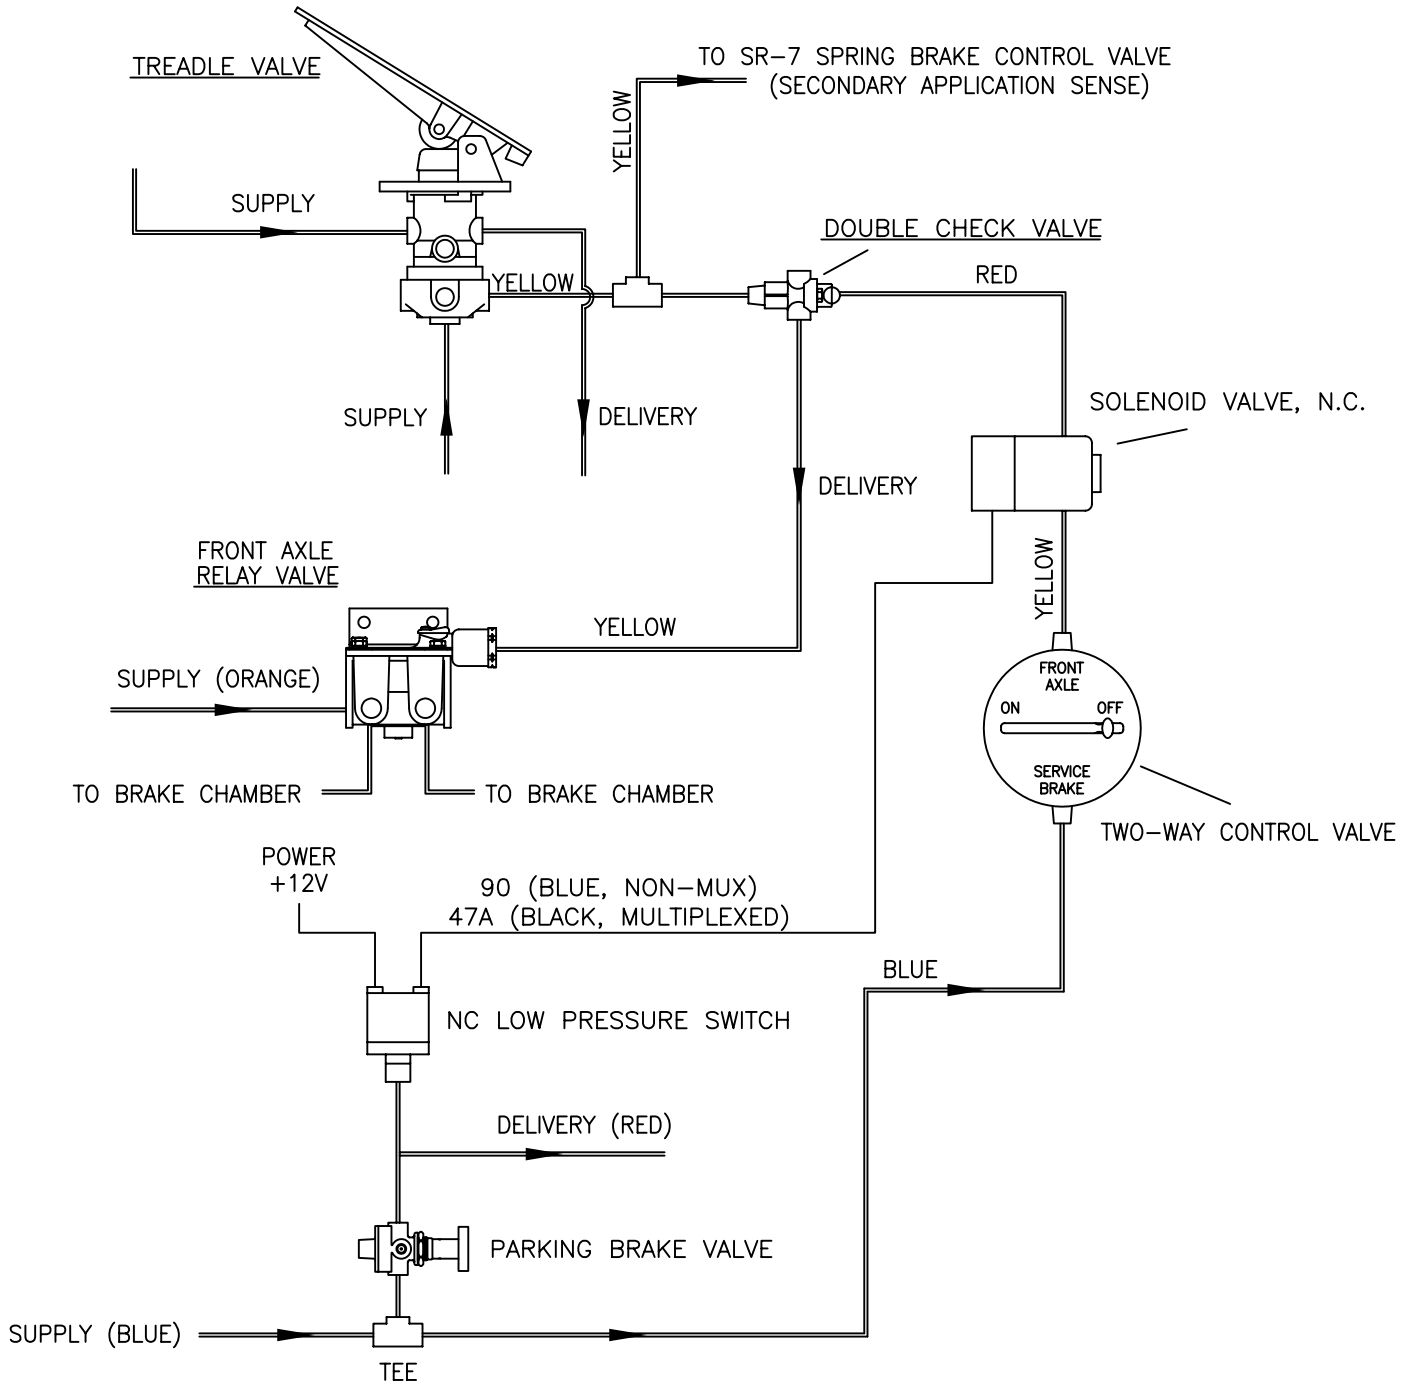 TREADLE VALVE
TO SR-7 SPRING BRAKE CONTROL VALVE
(SECONDARY APPLICATION SENSE)
YELLOW
SUPPLY
DOUBLE CHECK VALVE
YELLOW
RED
SUPPLY
DELIVERY
SOLENOID VALVE, N.C.
DELIVERY
FRONT AXLE
RELAY VALVE
YELLOW
YELLOW
SUPPLY (ORANGE)
FRONT
AXLE
ON OFF
SERVICE
BRAKE
TO BRAKE CHAMBER
TO BRAKE CHAMBER
TWO-WAY CONTROL VALVE
POWER
+12V
90 (BLUE, NON-MUX)
47A (BLACK, MULTIPLEXED)
BLUE
NC LOW PRESSURE SWITCH
DELIVERY (RED)
PARKING BRAKE VALVE
SUPPLY (BLUE)
TEE